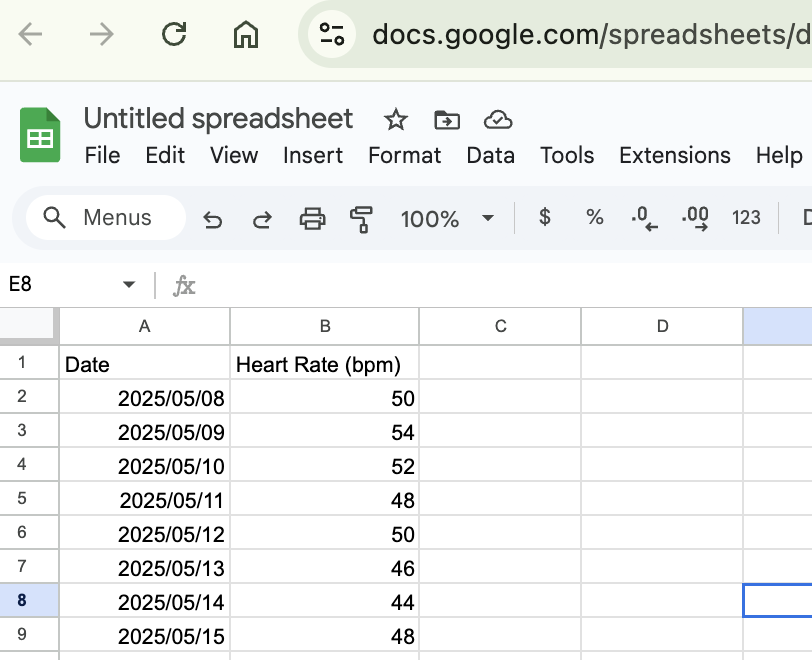 docs.google.com/spreadsheets/d
Untitled spreadsheet
File Edit View Insert Format Data Tools Extensions Help
Menus 100% $ % .0 .00 123
E8 fx
A B C D
1 Date Heart Rate (bpm)
2 2025/05/08 50
3 2025/05/09 54
4 2025/05/10 52
5 2025/05/11 48
6 2025/05/12 50
7 2025/05/13 46
8 2025/05/14 44
9 2025/05/15 48